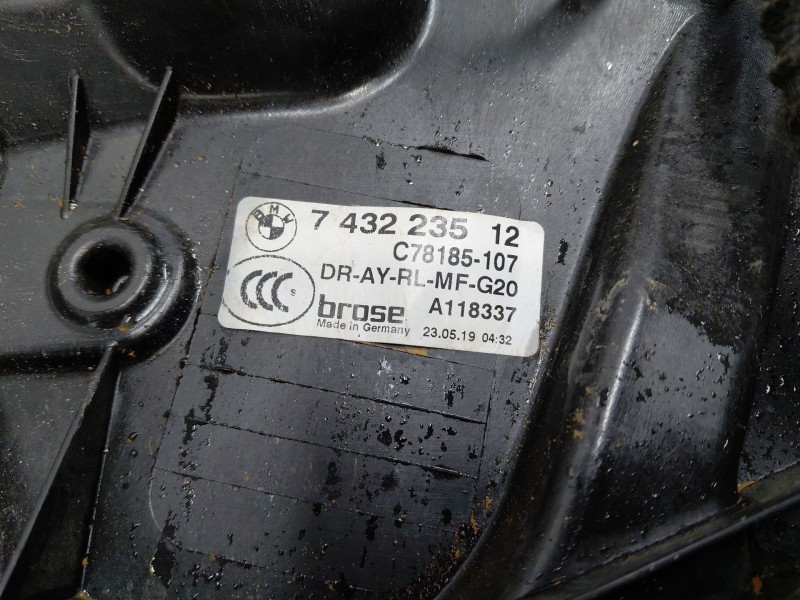 BMW 7 432 235 12
C78185-107
CCC S DR-AY-RL-MF-G20
brose A118337
Made in Germany 23.05.19 04:32